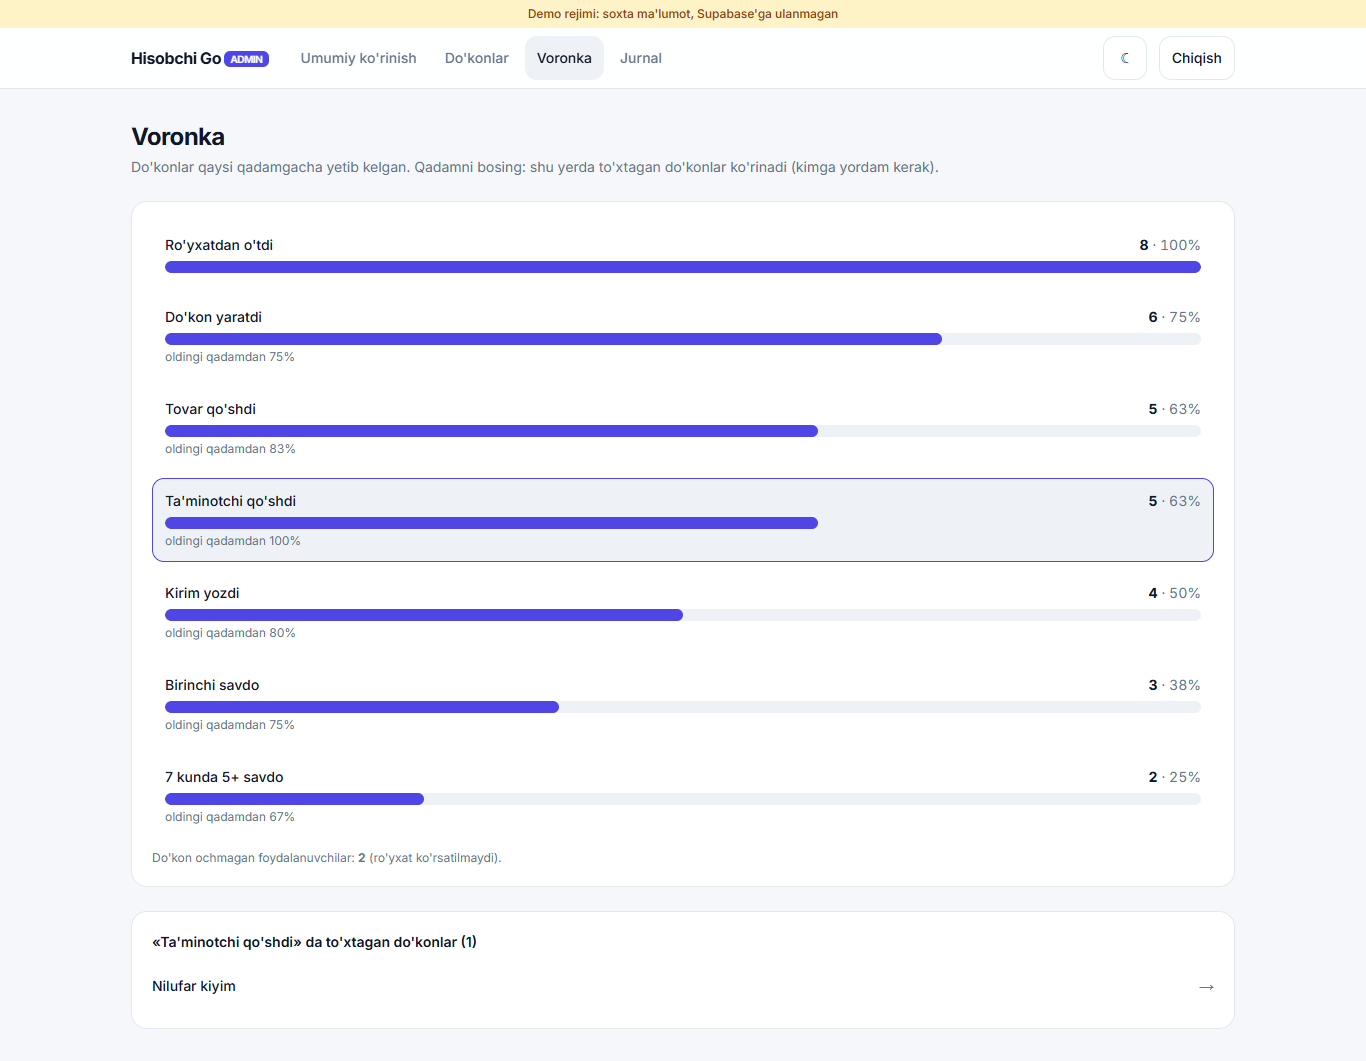 Demo rejimi: soxta ma'lumot, Supabase'ga ulanmagan
Hisobchi Go ADMIN Umumiy ko'rinish Do'konlar Voronka Jurnal Chiqish
Voronka
Do'konlar qaysi qadamgacha yetib kelgan. Qadamni bosing: shu yerda to'xtagan do'konlar ko'rinadi (kimga yordam kerak).
Ro'yxatdan o'tdi 8 · 100%
Do'kon yaratdi 6 · 75%
oldingi qadamdan 75%
Tovar qo'shdi 5 · 63%
oldingi qadamdan 83%
Ta'minotchi qo'shdi 5 · 63%
oldingi qadamdan 100%
Kirim yozdi 4 · 50%
oldingi qadamdan 80%
Birinchi savdo 3 · 38%
oldingi qadamdan 75%
7 kunda 5+ savdo 2 · 25%
oldingi qadamdan 67%
Do'kon ochmagan foydalanuvchilar: 2 (ro'yxat ko'rsatilmaydi).
«Ta'minotchi qo'shdi» da to'xtagan do'konlar (1)
Nilufar kiyim →